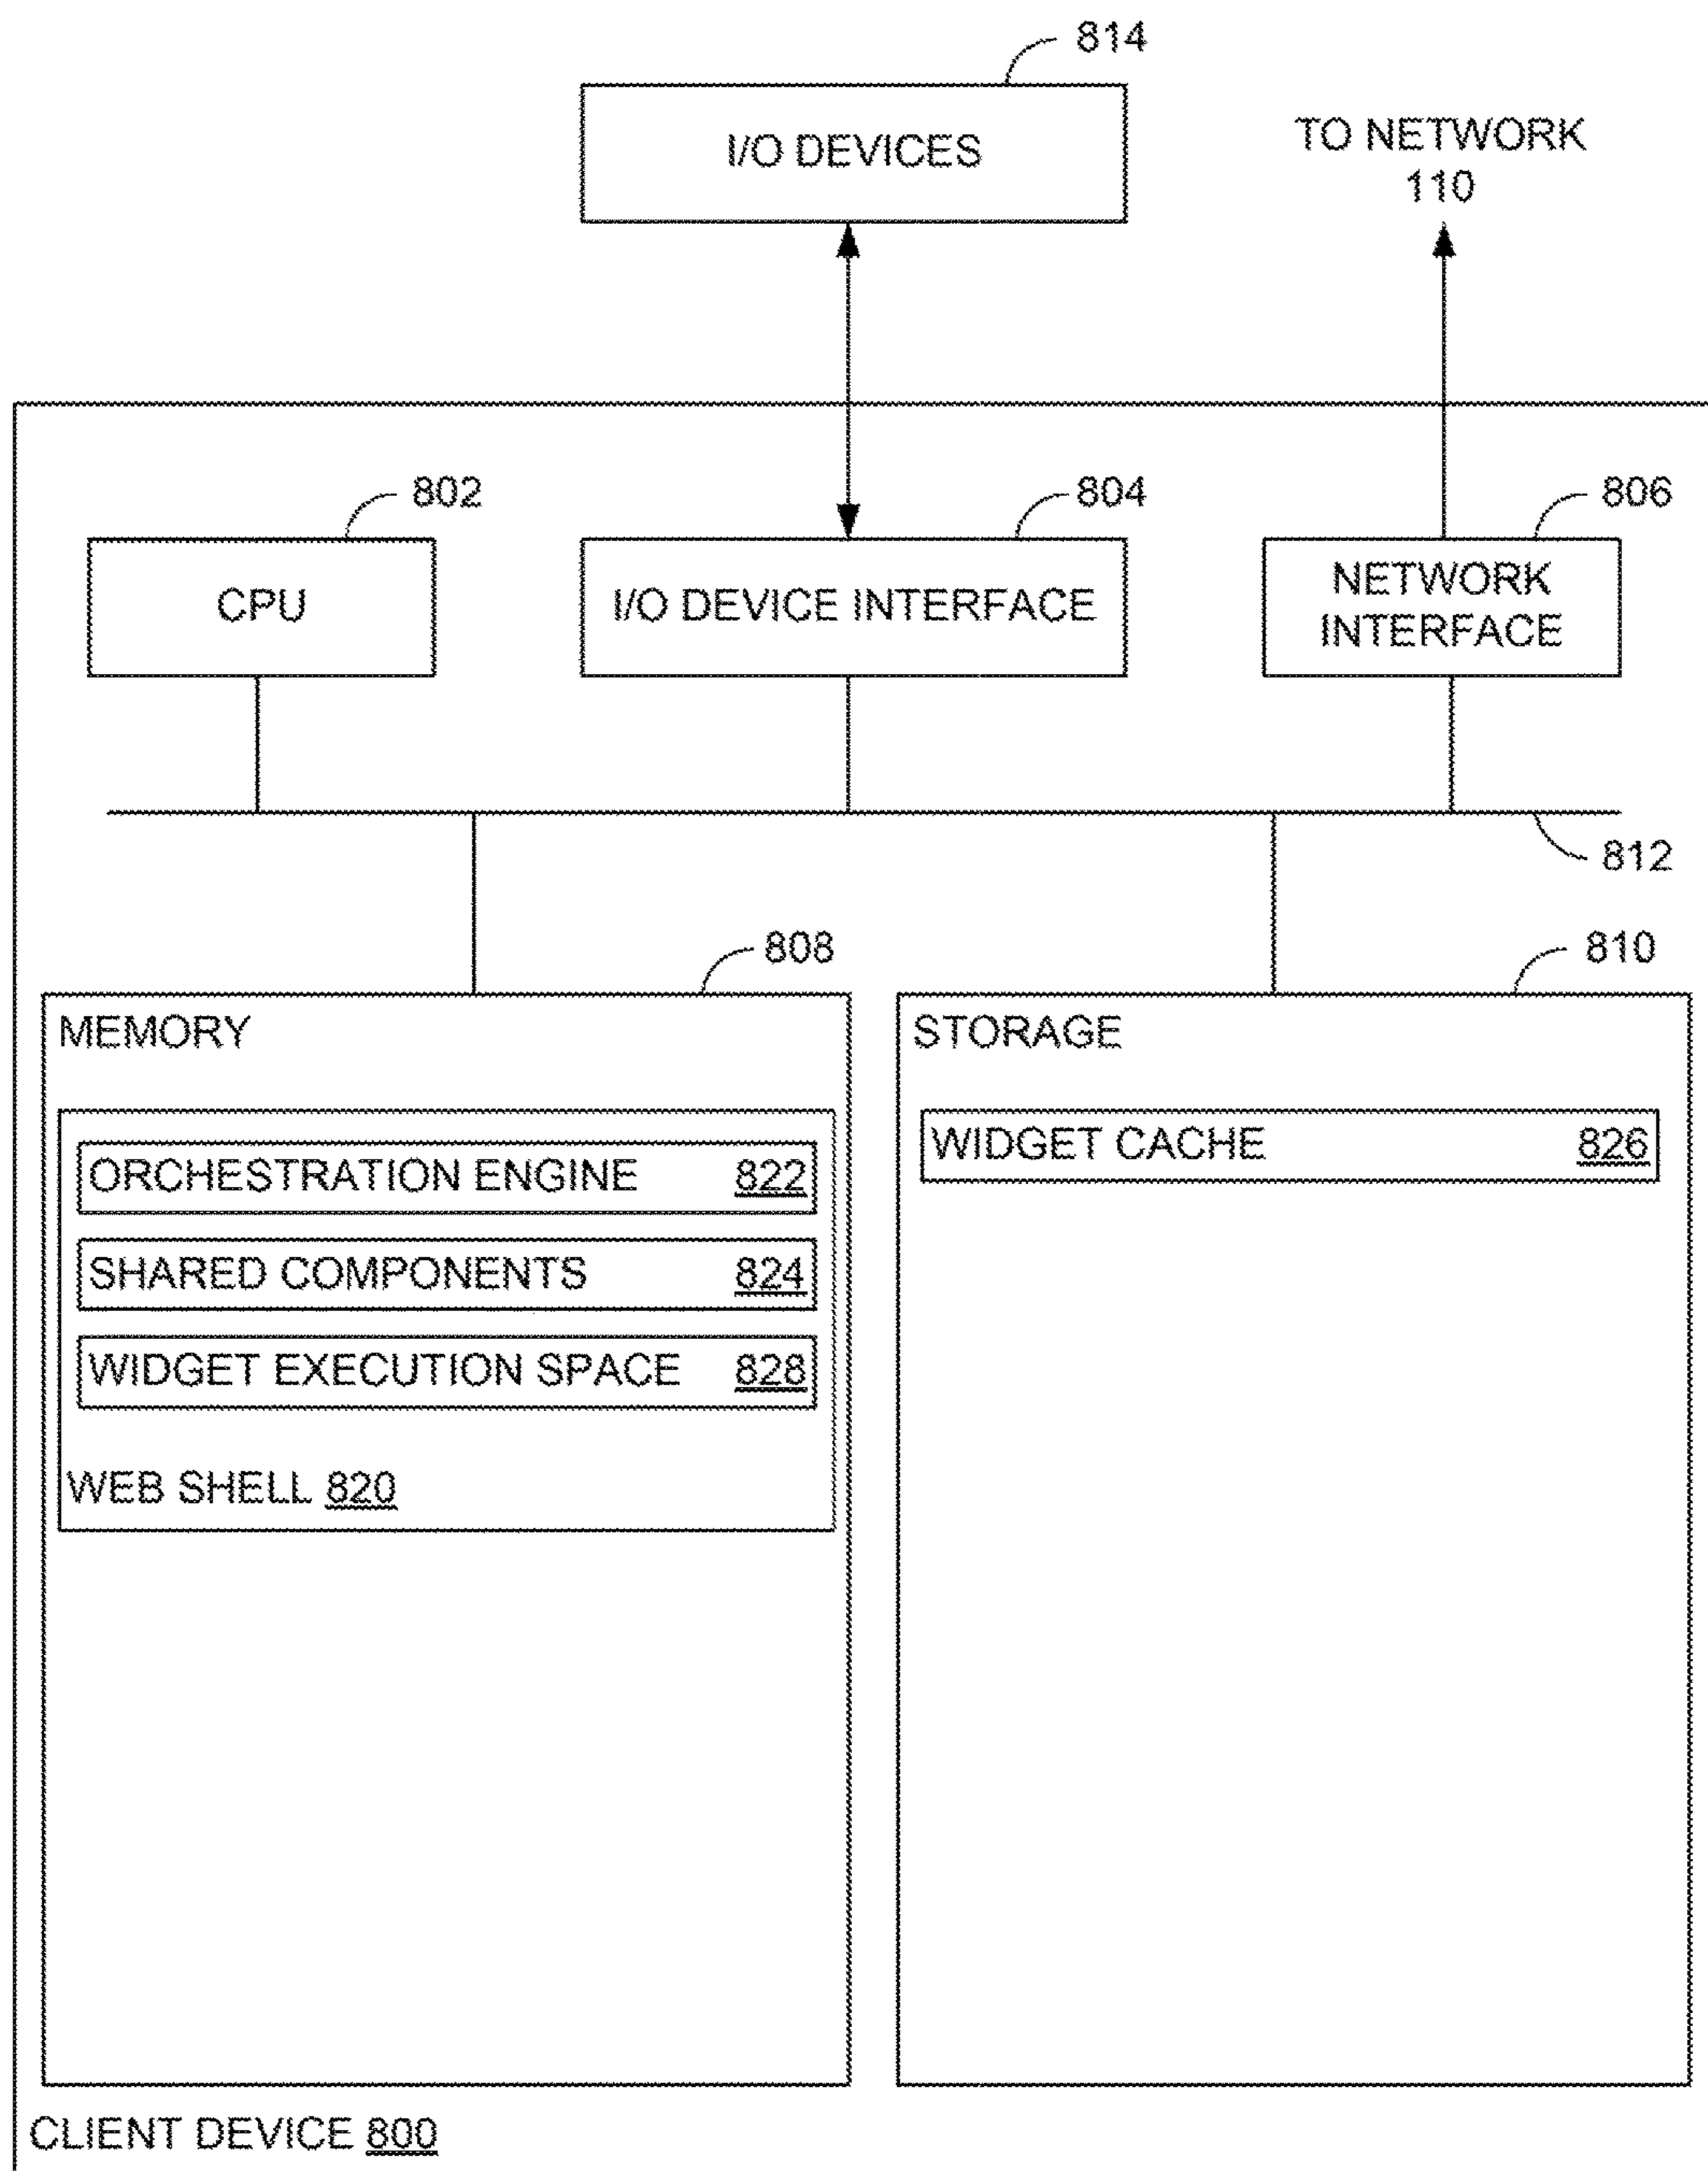 814
I/O DEVICES
TO NETWORK
110
802
804
806
CPU
I/O DEVICE INTERFACE
NETWORK
INTERFACE
812
808
810
MEMORY
STORAGE
ORCHESTRATION ENGINE 822
SHARED COMPONENTS 824
WIDGET EXECUTION SPACE 828
WEB SHELL 820
WIDGET CACHE 826
CLIENT DEVICE 800